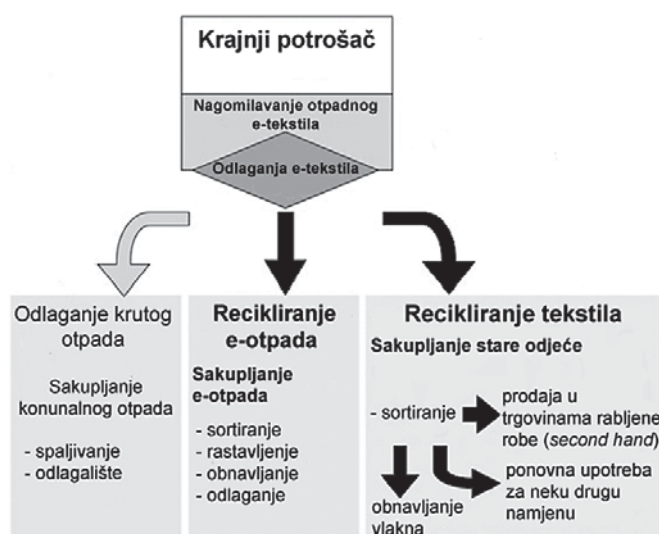 Krajnji potrošač
Nagomilavanje otpadnog
e-tekstila
Odlaganja e-tekstila
Odlaganje krutog
otpada
Sakupljanje
konunalnog otpada
- spaljivanje
- odlagalište
Recikliranje
e-otpada
Sakupljanje
e-otpada
- sortiranje
- rastavljenje
- obnavljanje
- odlaganje
Recikliranje tekstila
Sakupljanje stare odjeće
- sortiranje
prodaja u
trgovinama rabljene
robe (second hand)
obnavljanje
vlakna
ponovna upotreba
za neku drugu
namjenu